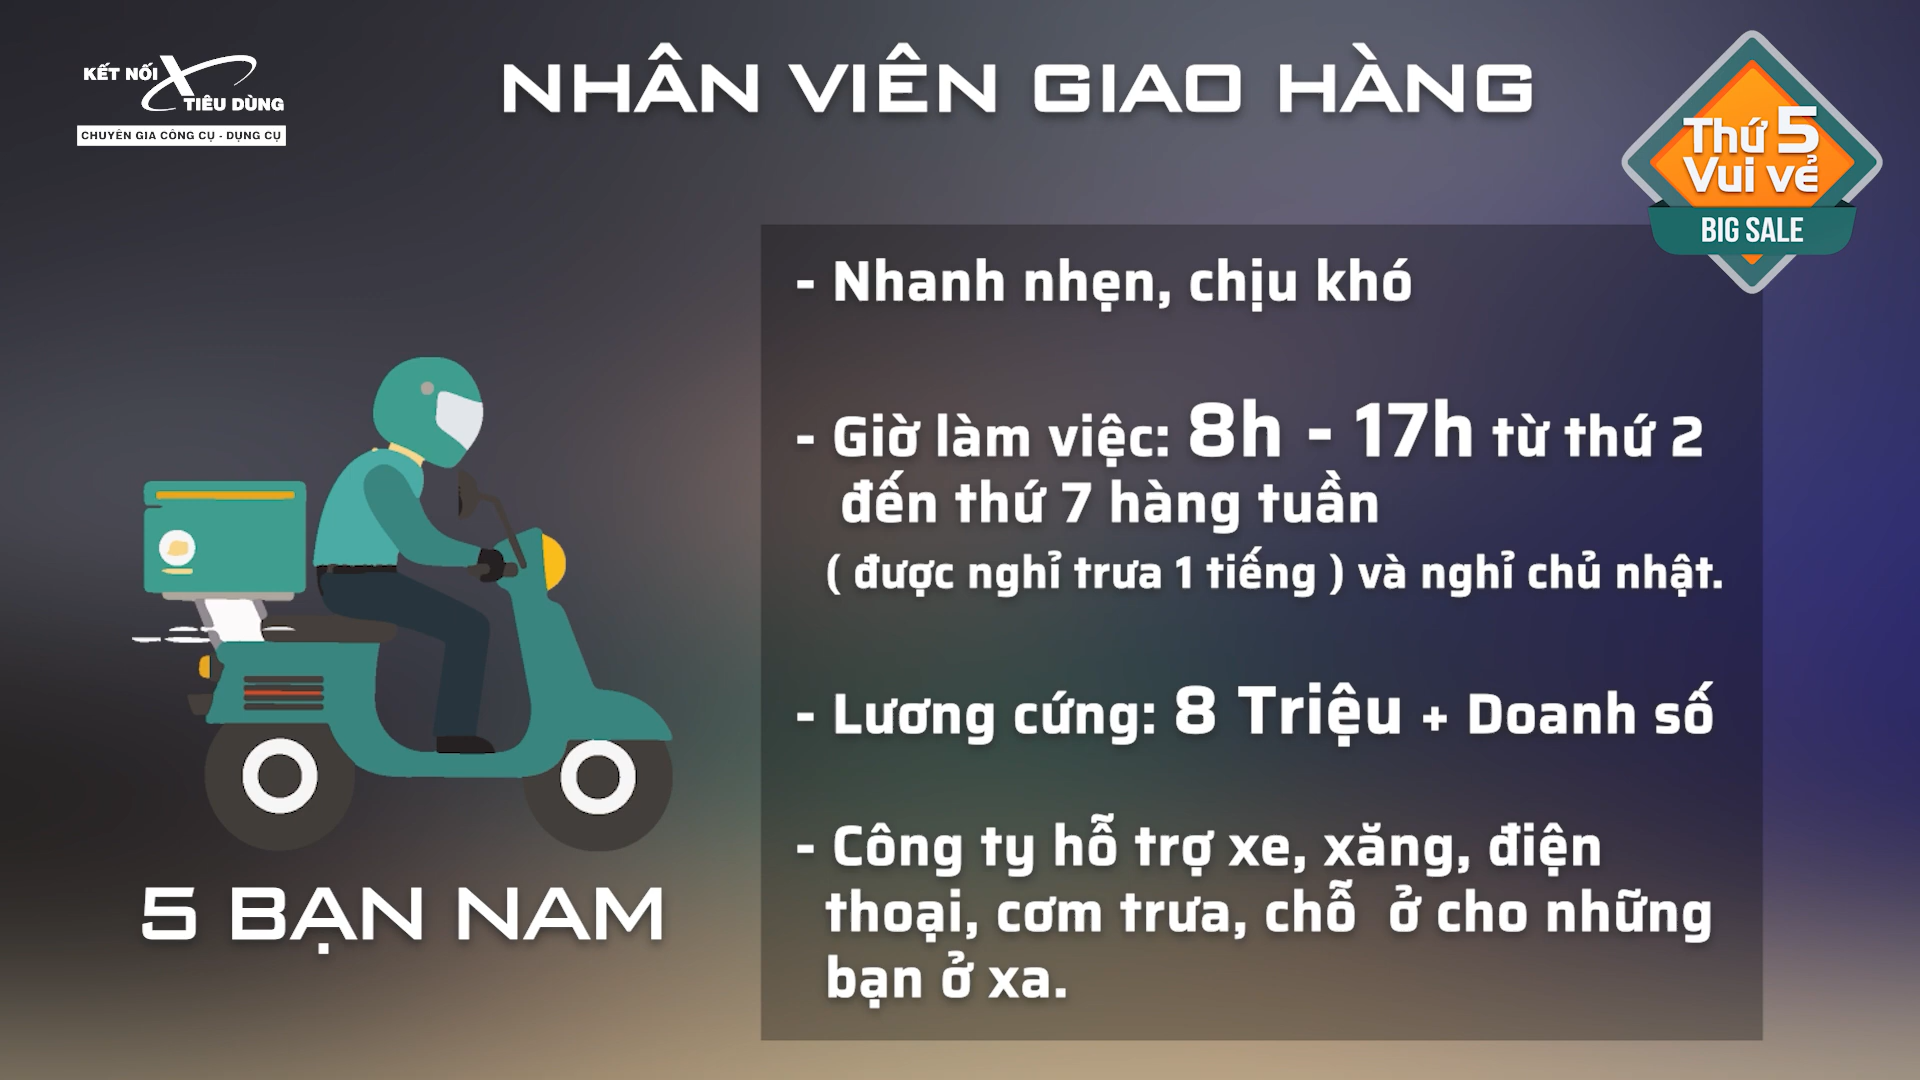 KẾT NỐI
TIÊU DÙNG
CHUYÊN GIA CÔNG CỤ - DỤNG CỤ
NHÂN VIÊN GIAO HÀNG
Thứ 5
Vui vẻ
BIG SALE
- Nhanh nhẹn, chịu khó
- Giờ làm việc: 8h - 17h từ thứ 2
đến thứ 7 hàng tuần
( được nghỉ trưa 1 tiếng ) và nghỉ chủ nhật.
- Lương cứng: 8 Triệu + Doanh số
- Công ty hỗ trợ xe, xăng, điện
thoại, cơm trưa, chỗ ở cho những
bạn ở xa.
5 BẠN NAM